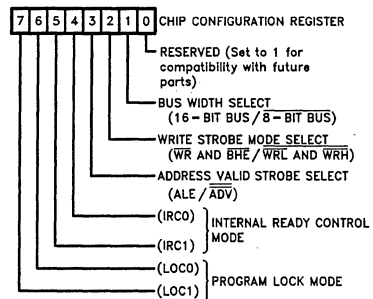 7 6 5 4 3 2 1 0 CHIP CONFIGURATION REGISTER
RESERVED (Set to 1 for
compatibility with future
parts)
BUS WIDTH SELECT
(16-BIT BUS/8-BIT BUS)
WRITE STROBE MODE SELECT
(WR AND BHE/WRL AND WRH)
ADDRESS VALID STROBE SELECT
(ALE/ADV)
(IRC0)
INTERNAL READY CONTROL
MODE
(IRC1)
(LOC0)
PROGRAM LOCK MODE
(LOC1)